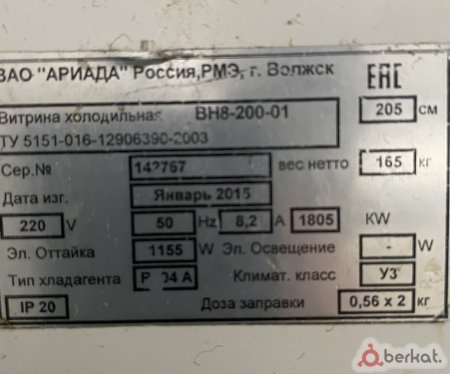 ЗАО "АРИАДА" Россия,РМЭ, г. Волжск ЕАС
Витрина холодильная ВН8-200-01 205 см
ТУ 5151-016-12906390-2003
Сер.№ 142767 вес нетто 165 кг
Дата изг. Январь 2015
220 V 50 Hz 8,2 A 1805 KW
Эл. Оттайка 1155 W Эл. Освещение - W
Тип хладагента Климат. класс У3
IP 20 Доза заправки 0,56 x 2 кг
berkat.